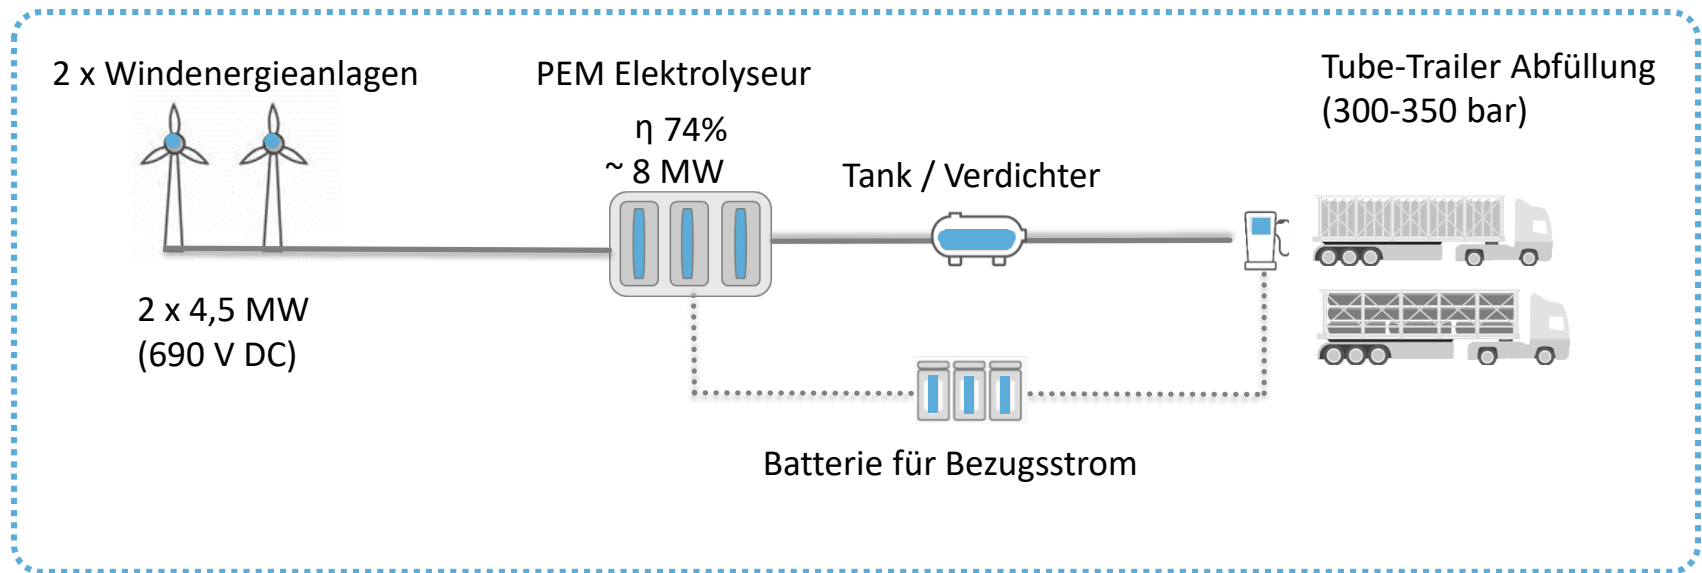 2 x Windenergieanlagen
PEM Elektrolyseur
η 74%
~ 8 MW
Tank / Verdichter
Tube-Trailer Abfüllung
(300-350 bar)
2 x 4,5 MW
(690 V DC)
Batterie für Bezugsstrom